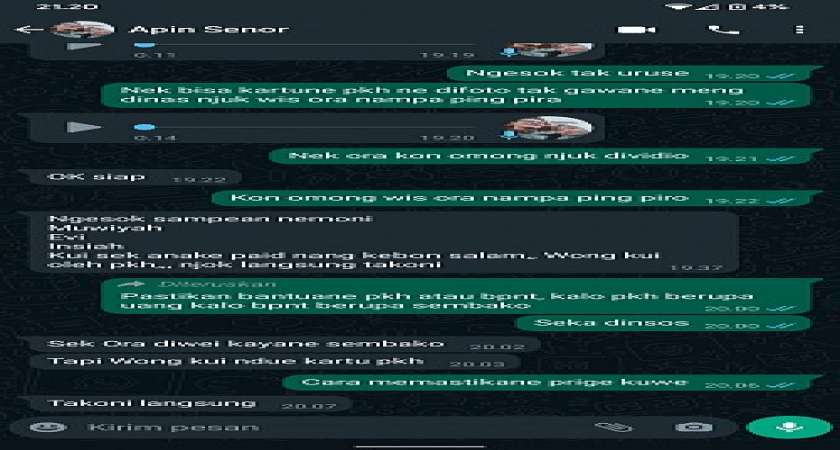 21.20
4%
Apin Senor
0:11 19.19
Ngesok tak uruse 19.20
Nek bisa kartune pkh ne difoto tak gawane meng
dinas njuk wis ora nampa ping pira 19.20
0:14 19.20
Nek ora kon omong njuk dividio 19.21
OK siap 19.22
Kon omong wis ora nampa ping piro 19.22
Ngesok sampean nemoni
Muwiyah
Evi
Insiah
Kui sek anake paid nang kebon salam,, Wong kui
oleh pkh,,, njok langsung takoni 19.37
Diteruskan
Pastikan bantuane pkh atau bpnt, kalo pkh berupa
uang kalo bpnt berupa sembako 20.00
Seka dinsos 20.00
Sek Ora diwei kayane sembako 20.02
Tapi Wong kui ndue kartu pkh 20.03
Cara memastikane prige kuwe 20.06
Takoni langsung 20.07
Kirim pesan